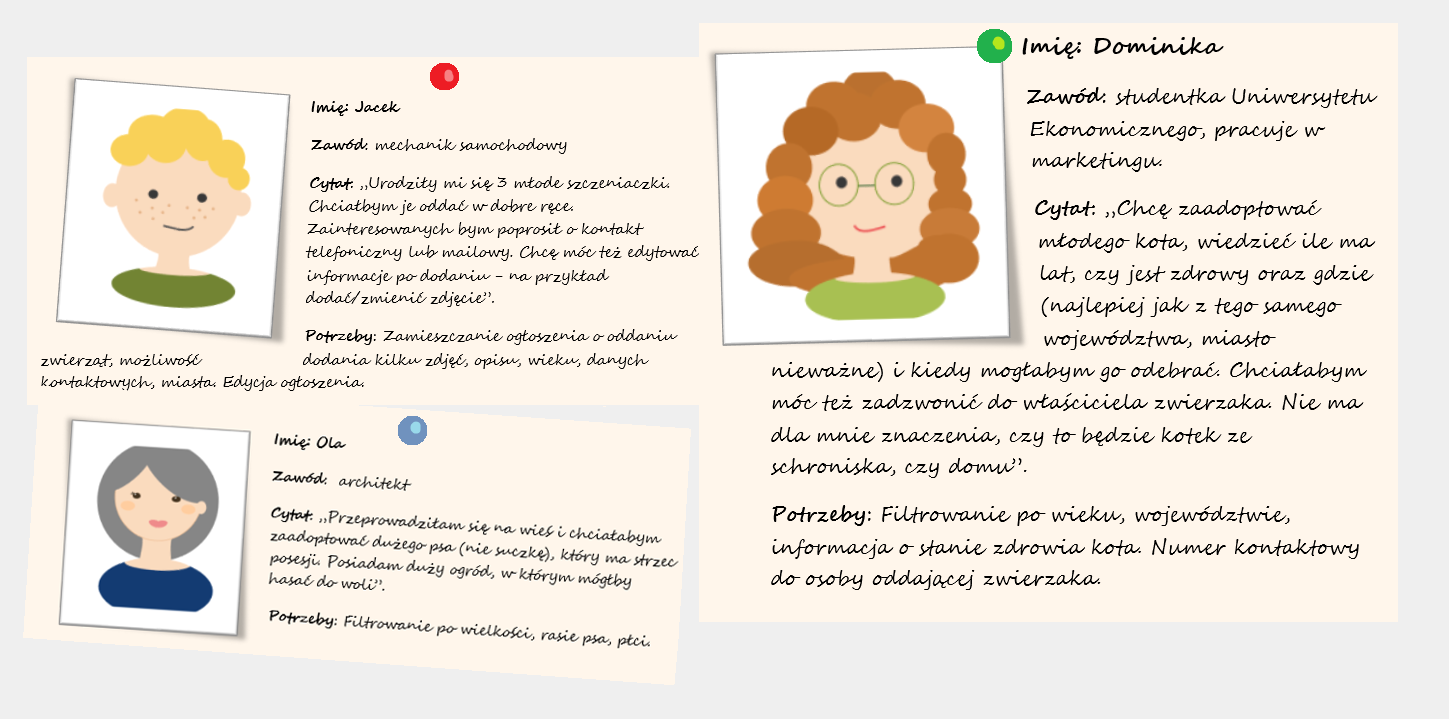 Imię: Jacek
Zawód: mechanik samochodowy
Cytat: „Urodziły mi się 3 młode szczeniaczki.
Chciałbym je oddać w dobre ręce.
Zainteresowanych bym poprosił o kontakt
telefoniczny lub mailowy. Chcę móc też edytować
informacje po dodaniu – na przykład
dodać/zmienić zdjęcie”.
Potrzeby: Zamieszczanie ogłoszenia o oddaniu
zwierząt, możliwość dodania kilku zdjęć, opisu, wieku, danych
kontaktowych, miasta. Edycja ogłoszenia.
Imię: Ola
Zawód: architekt
Cytat: „Przeprowadziłam się na wieś i chciałabym
zaadoptować dużego psa (nie suczkę), który ma strzec
posesji. Posiadam duży ogród, w którym mógłby
hasać do woli”.
Potrzeby: Filtrowanie po wielkości, rasie psa, płci.
Imię: Dominika
Zawód: studentka Uniwersytetu
Ekonomicznego, pracuje w
marketingu.
Cytat: „Chcę zaadoptować
młodego kota, wiedzieć ile ma
lat, czy jest zdrowy oraz gdzie
(najlepiej jak z tego samego
województwa, miasto
nieważne) i kiedy mogłabym go odebrać. Chciałabym
móc też zadzwonić do właściciela zwierzaka. Nie ma
dla mnie znaczenia, czy to będzie kotek ze
schroniska, czy domu”.
Potrzeby: Filtrowanie po wieku, województwie,
informacja o stanie zdrowia kota. Numer kontaktowy
do osoby oddającej zwierzaka.